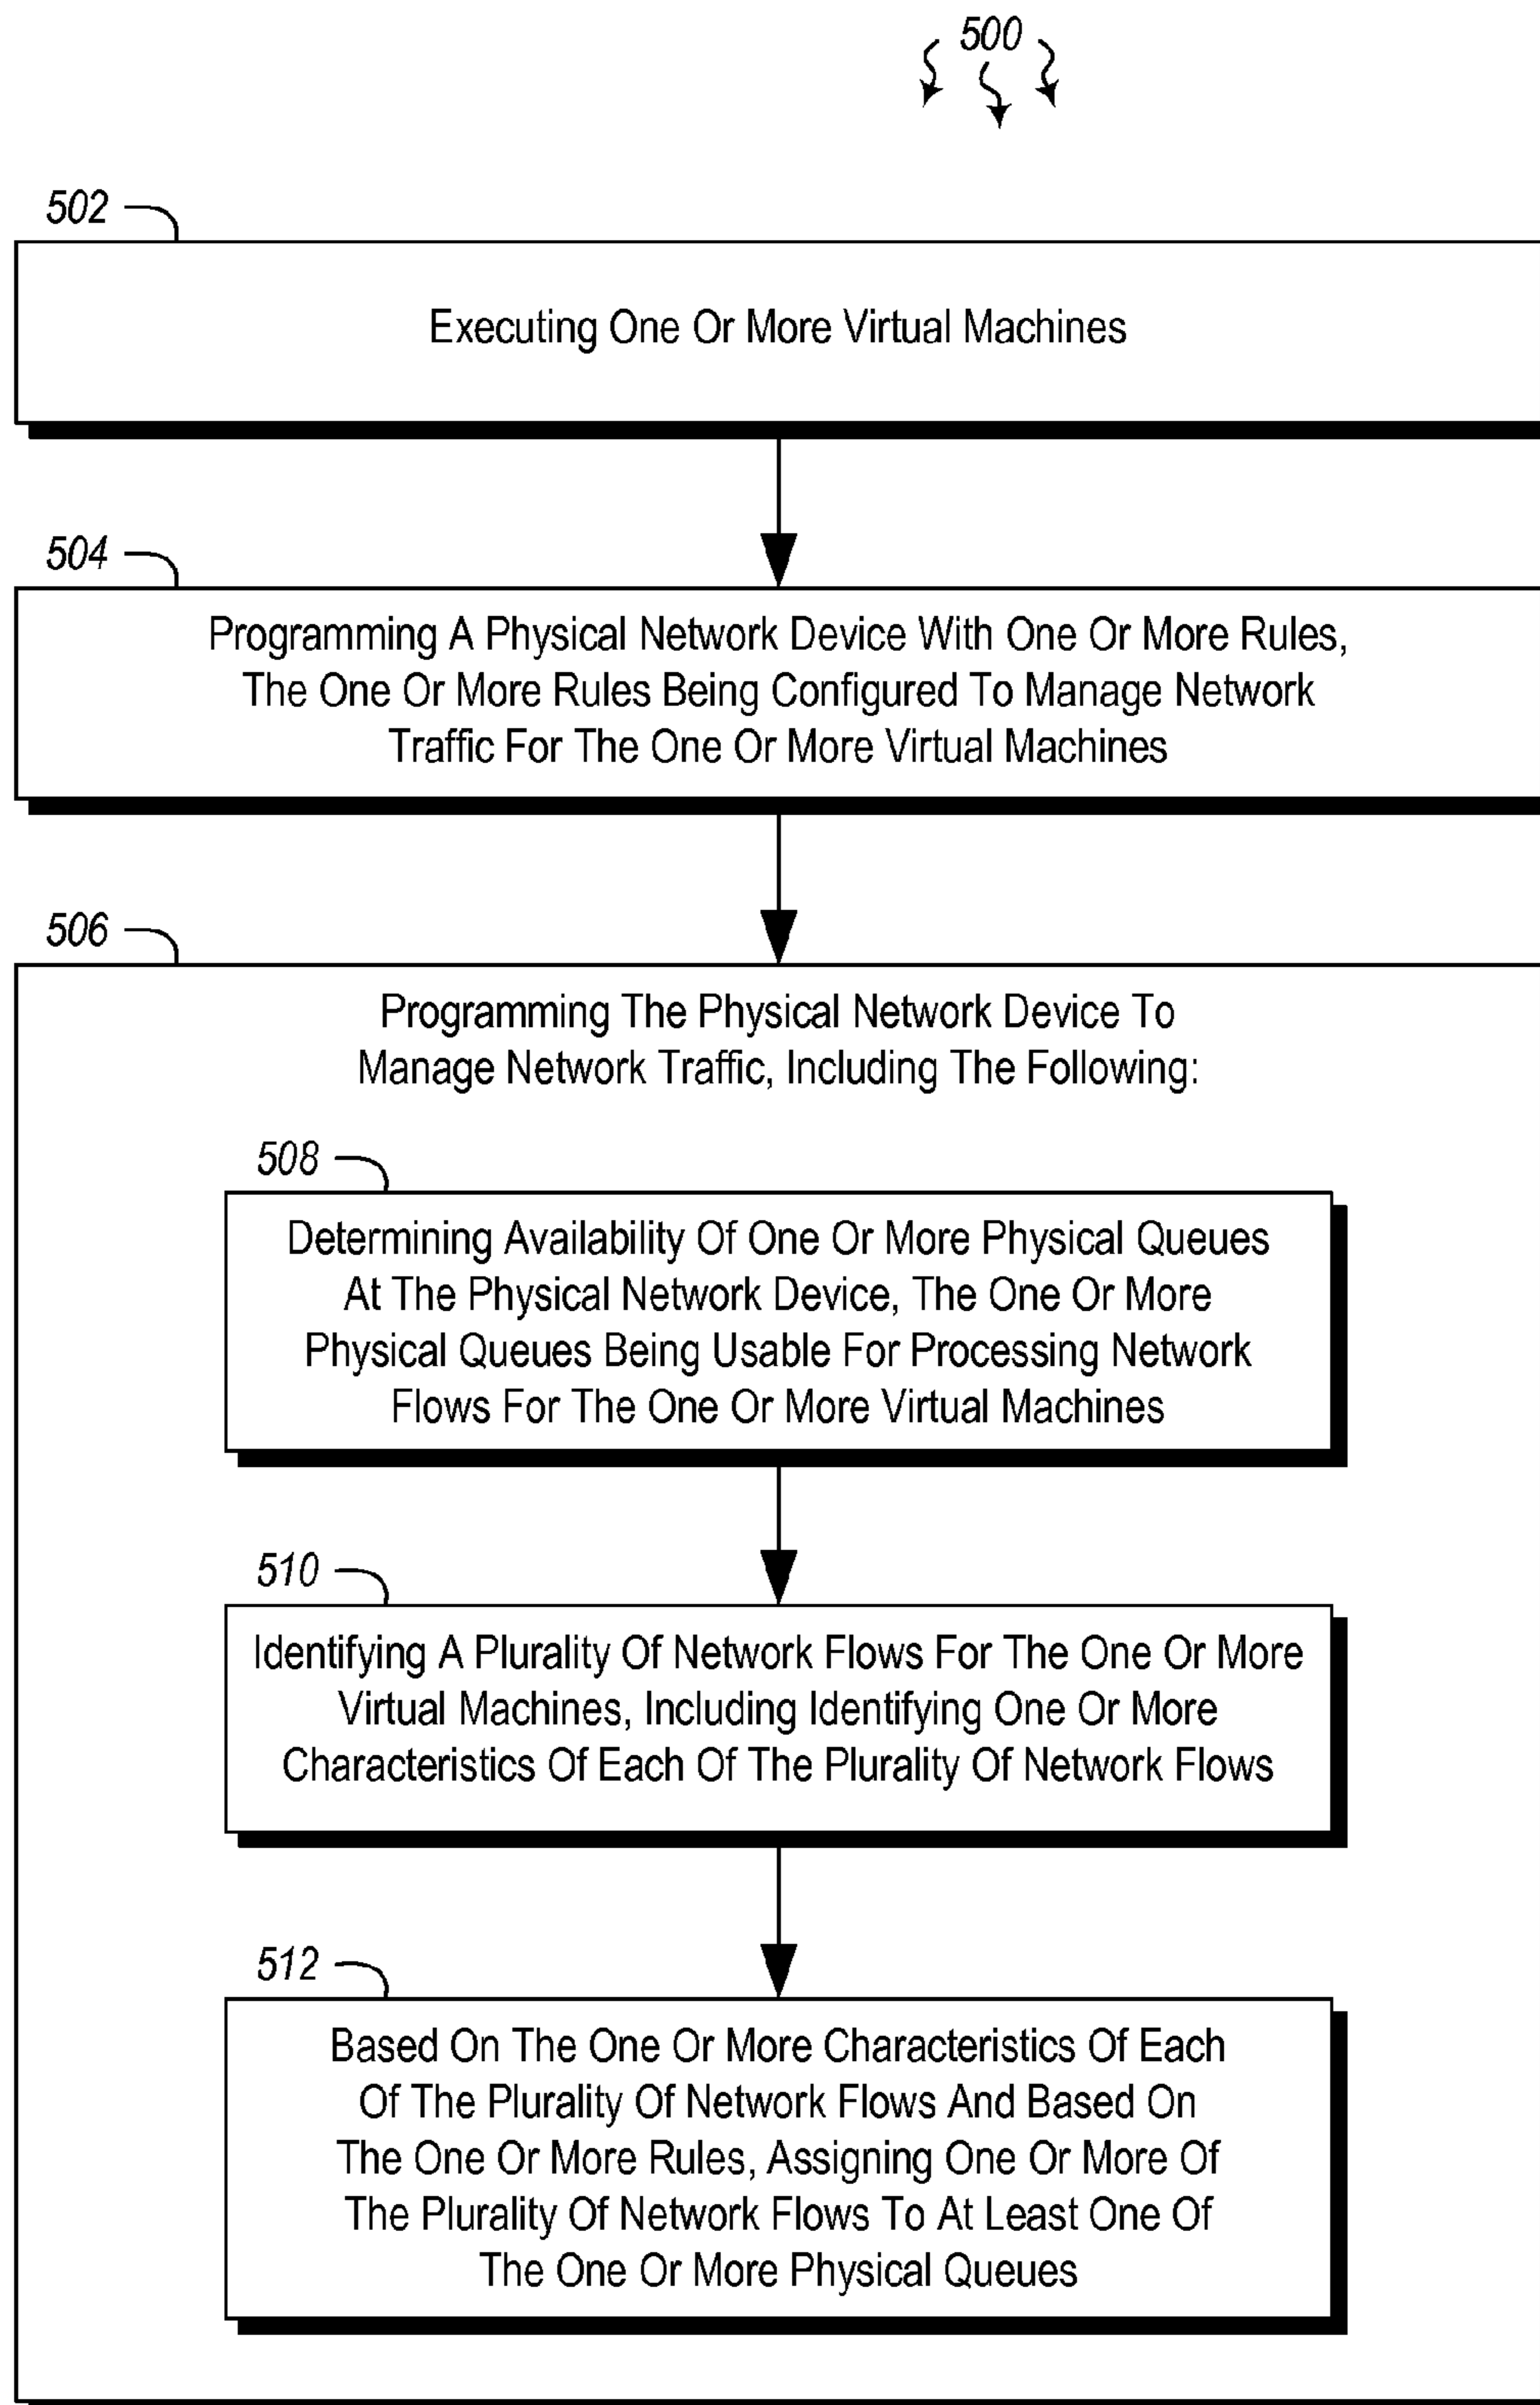 500
502
Executing One Or More Virtual Machines
504
Programming A Physical Network Device With One Or More Rules,
The One Or More Rules Being Configured To Manage Network
Traffic For The One Or More Virtual Machines
506
Programming The Physical Network Device To
Manage Network Traffic, Including The Following:
508
Determining Availability Of One Or More Physical Queues
At The Physical Network Device, The One Or More
Physical Queues Being Usable For Processing Network
Flows For The One Or More Virtual Machines
510
Identifying A Plurality Of Network Flows For The One Or More
Virtual Machines, Including Identifying One Or More
Characteristics Of Each Of The Plurality Of Network Flows
512
Based On The One Or More Characteristics Of Each
Of The Plurality Of Network Flows And Based On
The One Or More Rules, Assigning One Or More Of
The Plurality Of Network Flows To At Least One Of
The One Or More Physical Queues